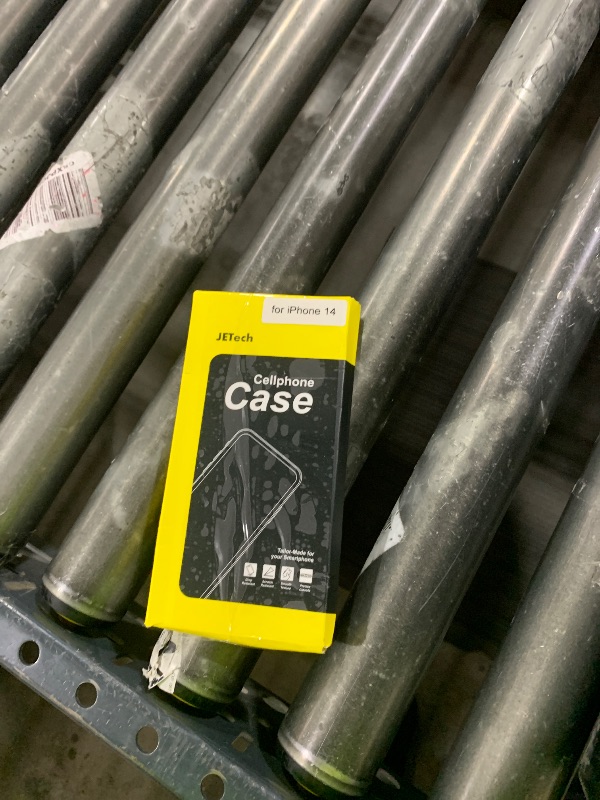 for iPhone 14
JETech
Cellphone
Case
Tailor-Made for
your Smartphone